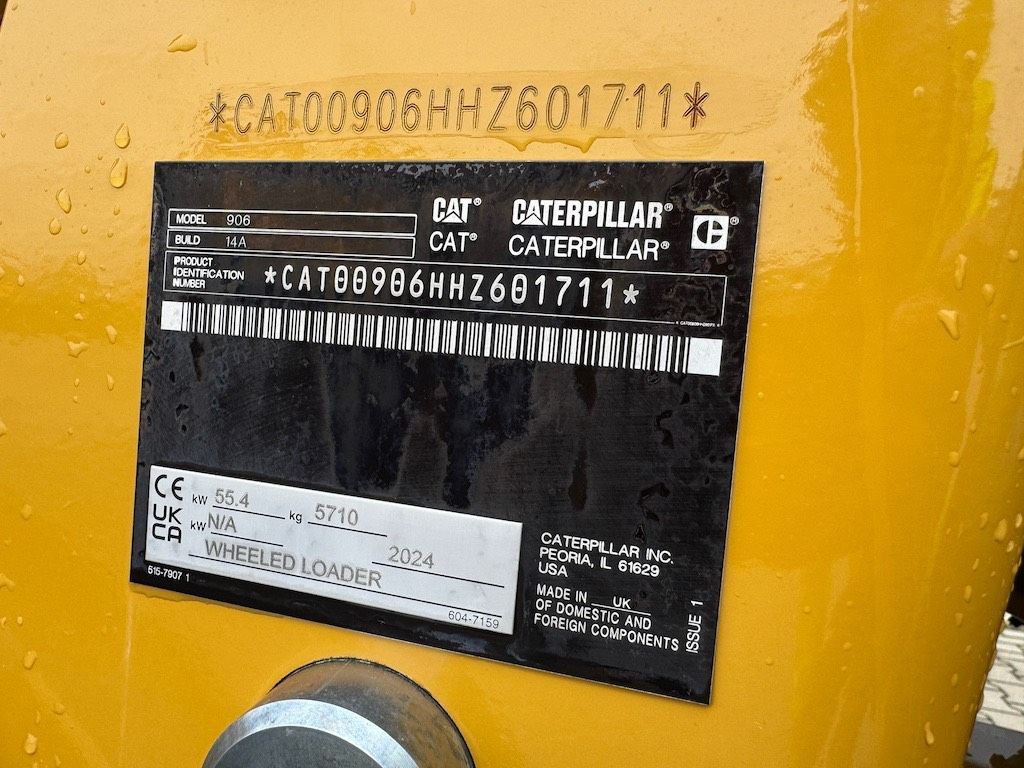 *CAT00906HHZ601711*
MODEL 906
BUILD 14A
CAT® CATERPILLAR® C®
CAT® CATERPILLAR®
PRODUCT
IDENTIFICATION
NUMBER
*CAT00906HHZ601711*
CE kW 55.4 kg 5710
UK
CA kW N/A 2024
WHEELED LOADER
604-7159
615-7907 1
CATERPILLAR INC.
PEORIA, IL 61629
USA
MADE IN UK
OF DOMESTIC AND
FOREIGN COMPONENTS
ISSUE 1